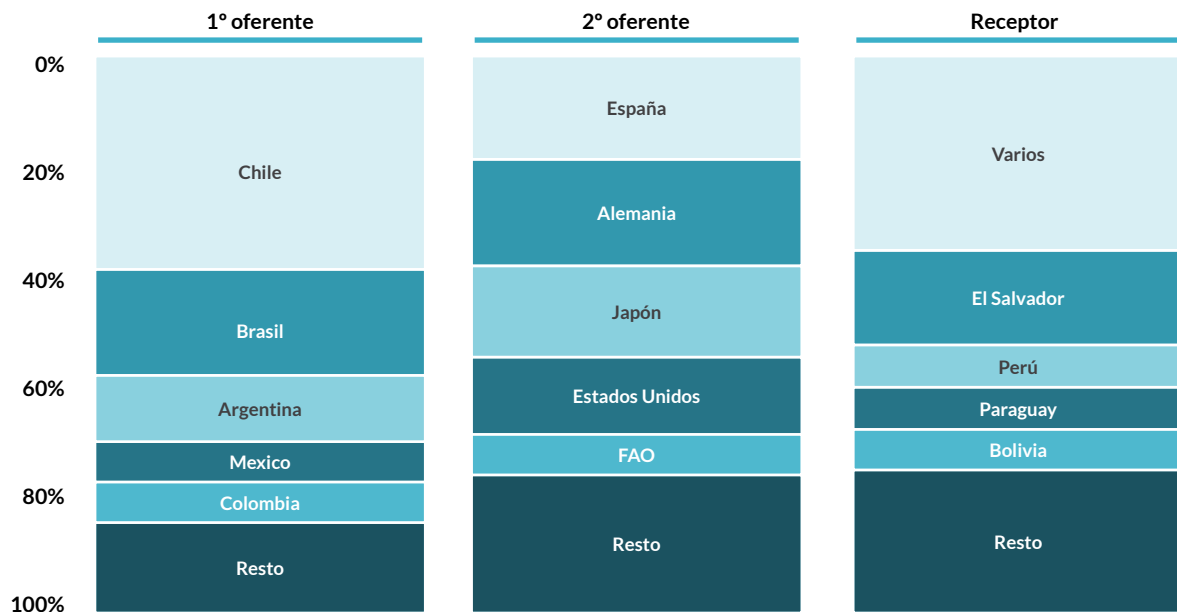 1º oferente
2º oferente
Receptor
0%
20%
40%
60%
80%
100%
Chile
Brasil
Argentina
Mexico
Colombia
Resto
España
Alemania
Japón
Estados Unidos
FAO
Resto
Varios
El Salvador
Perú
Paraguay
Bolivia
Resto